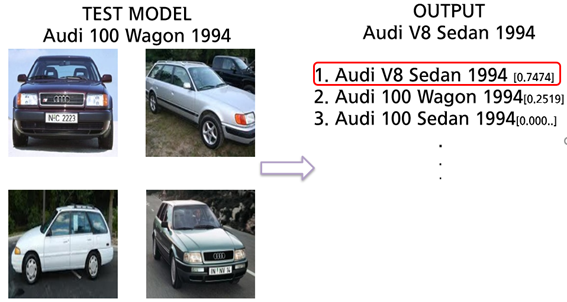 TEST MODEL
Audi 100 Wagon 1994
N-C 2223
OUTPUT
Audi V8 Sedan 1994
1. Audi V8 Sedan 1994 [0.7474]
2. Audi 100 Wagon 1994[0.2519]
3. Audi 100 Sedan 1994[0.000..]